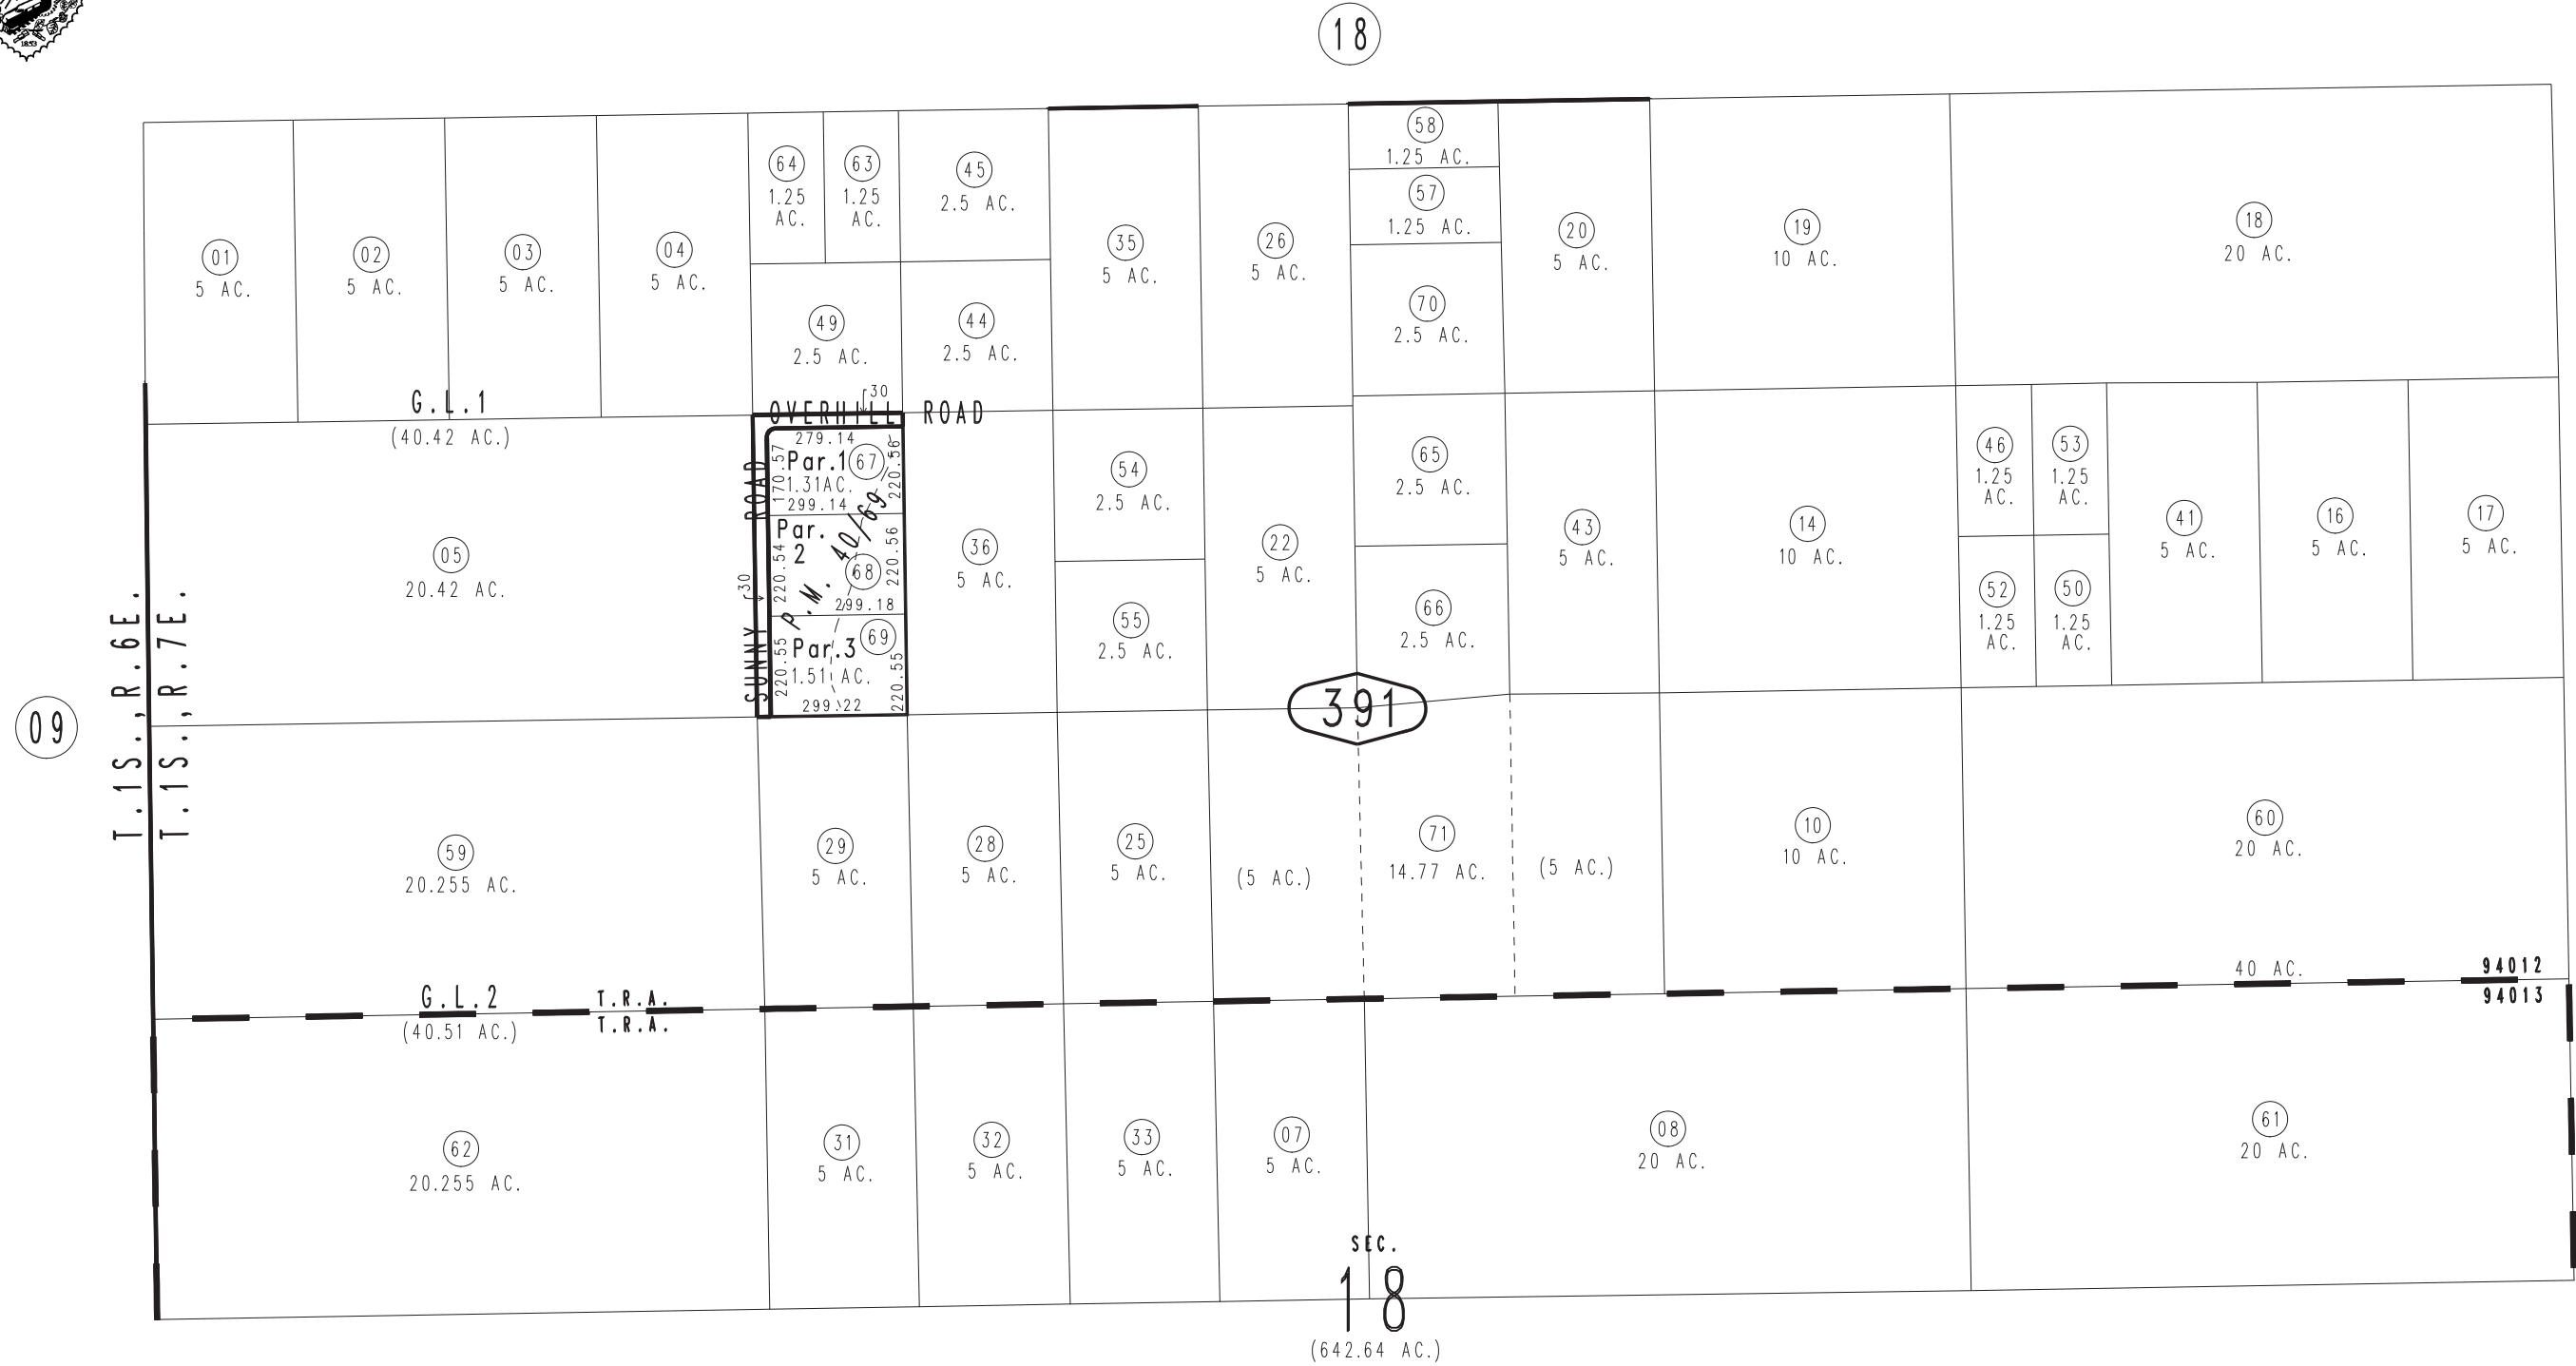 1853
18
58
1.25 AC.
64
1.25
AC.
63
1.25
AC.
45
2.5 AC.
57
1.25 AC.
01
5 AC.
02
5 AC.
03
5 AC.
04
5 AC.
35
5 AC.
26
5 AC.
20
5 AC.
19
10 AC.
18
20 AC.
49
2.5 AC.
44
2.5 AC.
70
2.5 AC.
G.L.1
(40.42 AC.)
30
OVERHILL ROAD
279.14
170.57
Par.1
67
1.31AC.
220.56
299.14
Par.
2
220.54
68
220.56
299.18
P.M. 40/69
Par.3
69
220.55
1.51 AC.
220.55
299.22
SUNNY ROAD
30
05
20.42 AC.
36
5 AC.
54
2.5 AC.
55
2.5 AC.
22
5 AC.
65
2.5 AC.
66
2.5 AC.
43
5 AC.
14
10 AC.
46
1.25
AC.
53
1.25
AC.
52
1.25
AC.
50
1.25
AC.
41
5 AC.
16
5 AC.
17
5 AC.
T.1S.,R.6E.
T.1S.,R.7E.
09
391
59
20.255 AC.
29
5 AC.
28
5 AC.
25
5 AC.
(5 AC.)
71
14.77 AC.
(5 AC.)
10
10 AC.
60
20 AC.
G.L.2
(40.51 AC.)
T.R.A.
T.R.A.
40 AC.
94012
94013
62
20.255 AC.
31
5 AC.
32
5 AC.
33
5 AC.
07
5 AC.
08
20 AC.
61
20 AC.
SEC.
18
(642.64 AC.)